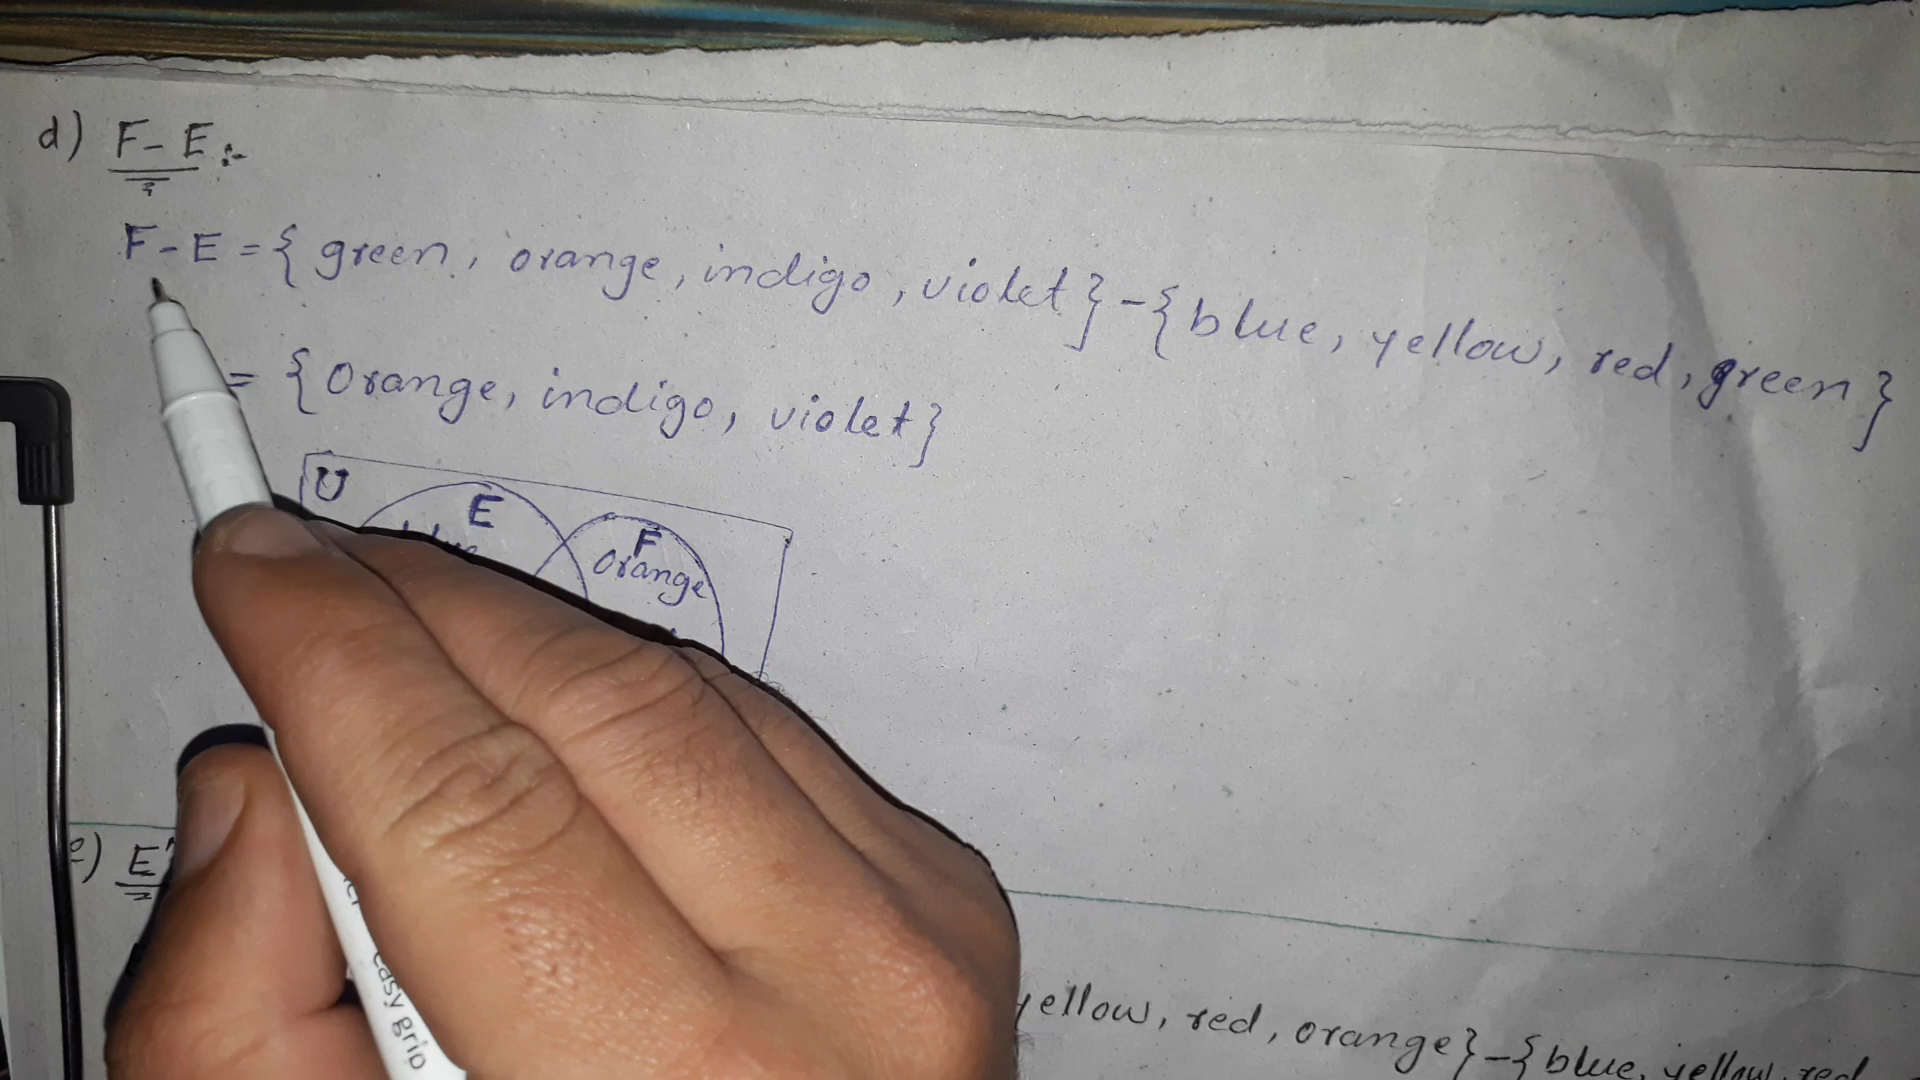 d) F-E:-
F-E={ green, orange, indigo, violet}-{blue, yellow, red, green}
= {Orange, indigo, violet}
U
E
F
Orange
e) E'
yellow, red, orange}-{blue, yellow, red
easy grip